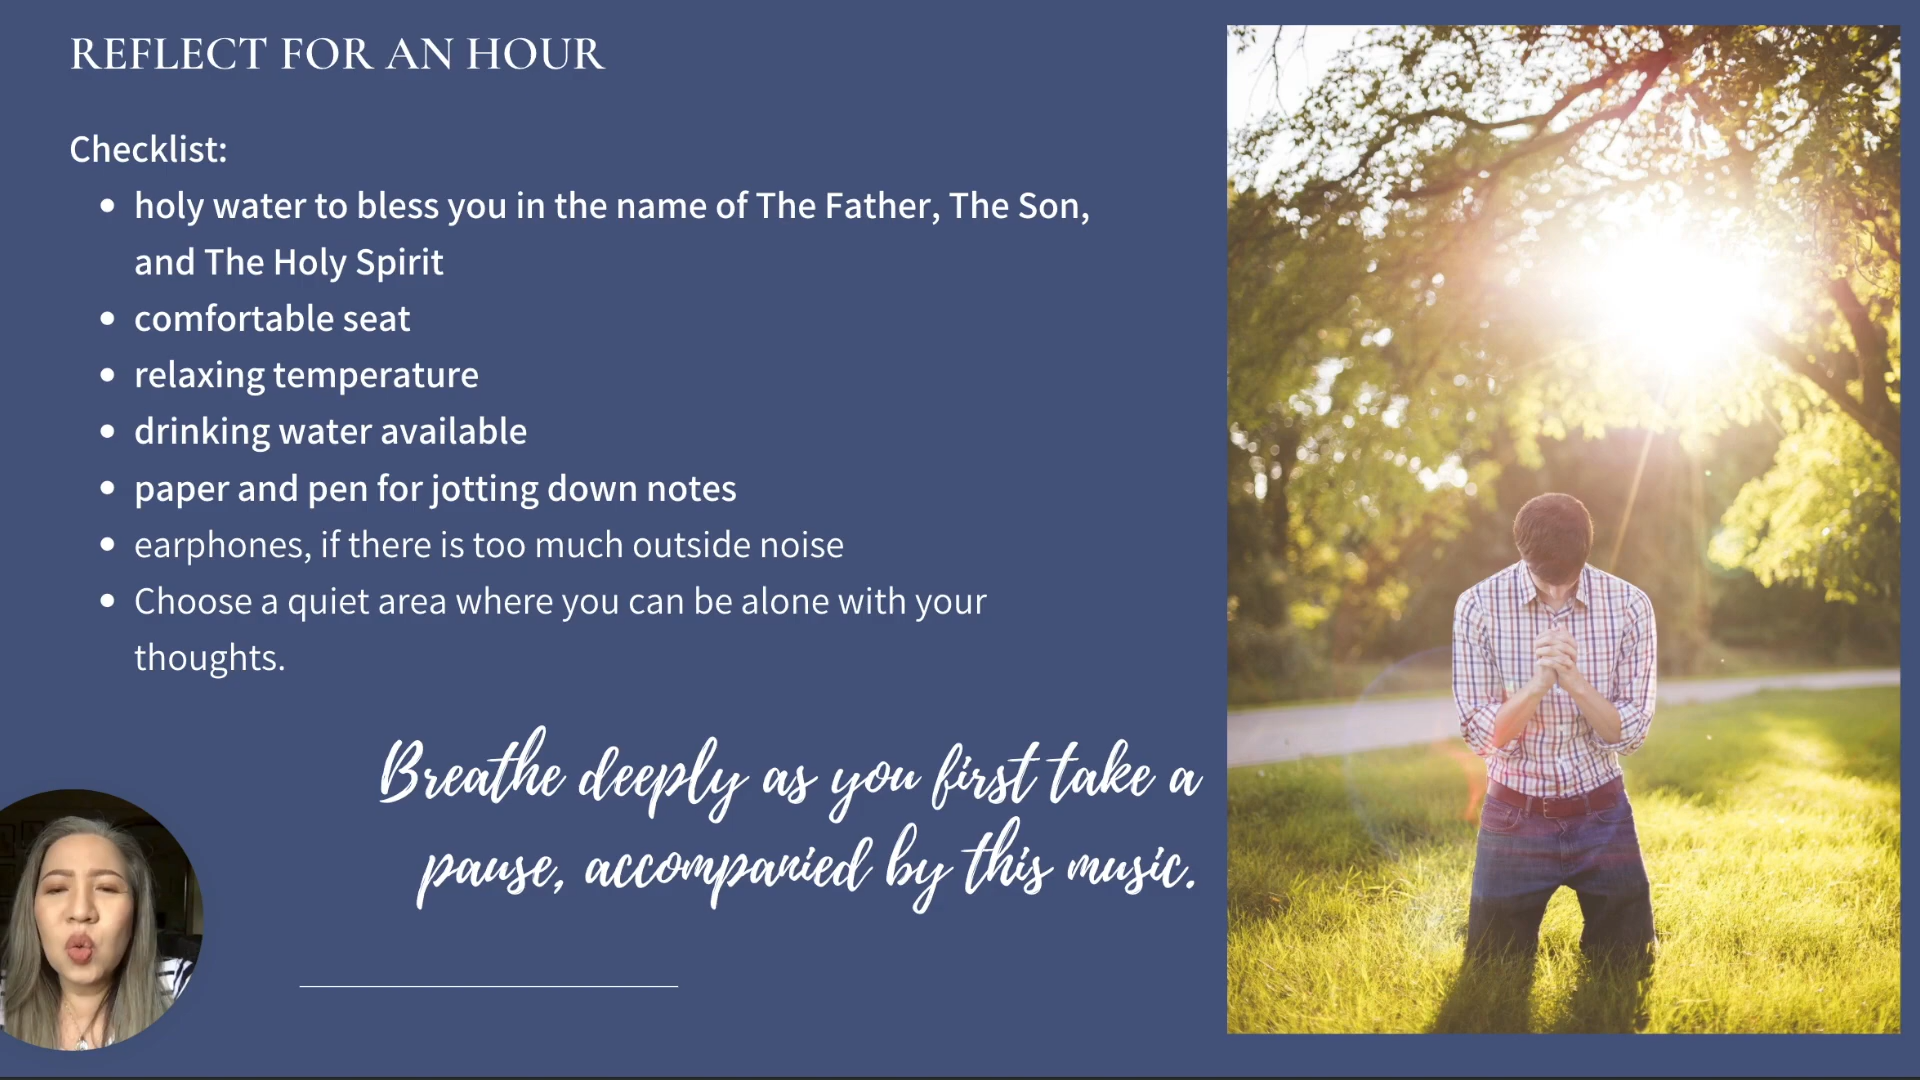 REFLECT FOR AN HOUR
Checklist:
holy water to bless you in the name of The Father, The Son,
and The Holy Spirit
comfortable seat
relaxing temperature
drinking water available
paper and pen for jotting down notes
earphones, if there is too much outside noise
Choose a quiet area where you can be alone with your
thoughts.
Breathe deeply as you first take a
pause, accompanied by this music.